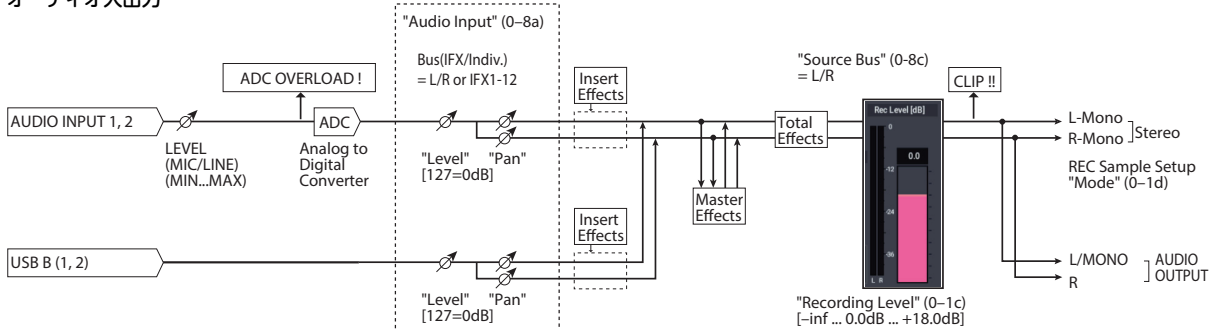 オーディオ入出力
"Audio Input" (0–8a)
Bus(IFX/Indiv.)
= L/R or IFX1-12
"Source Bus" (0-8c)
= L/R
ADC OVERLOAD !
Insert
Effects
CLIP !!
Rec Level [dB]
AUDIO INPUT 1, 2
ADC
Total
Effects
L-Mono
R-Mono
Stereo
LEVEL
(MIC/LINE)
(MIN...MAX)
Analog to
Digital
Converter
"Level"
[127=0dB]
"Pan"
0
0.0
-12
-24
-36
L R
REC Sample Setup
"Mode" (0–1d)
Master
Effects
Insert
Effects
USB B (1, 2)
L/MONO
R
AUDIO
OUTPUT
"Level"
[127=0dB]
"Pan"
"Recording Level" (0–1c)
[–inf ... 0.0dB ... +18.0dB]